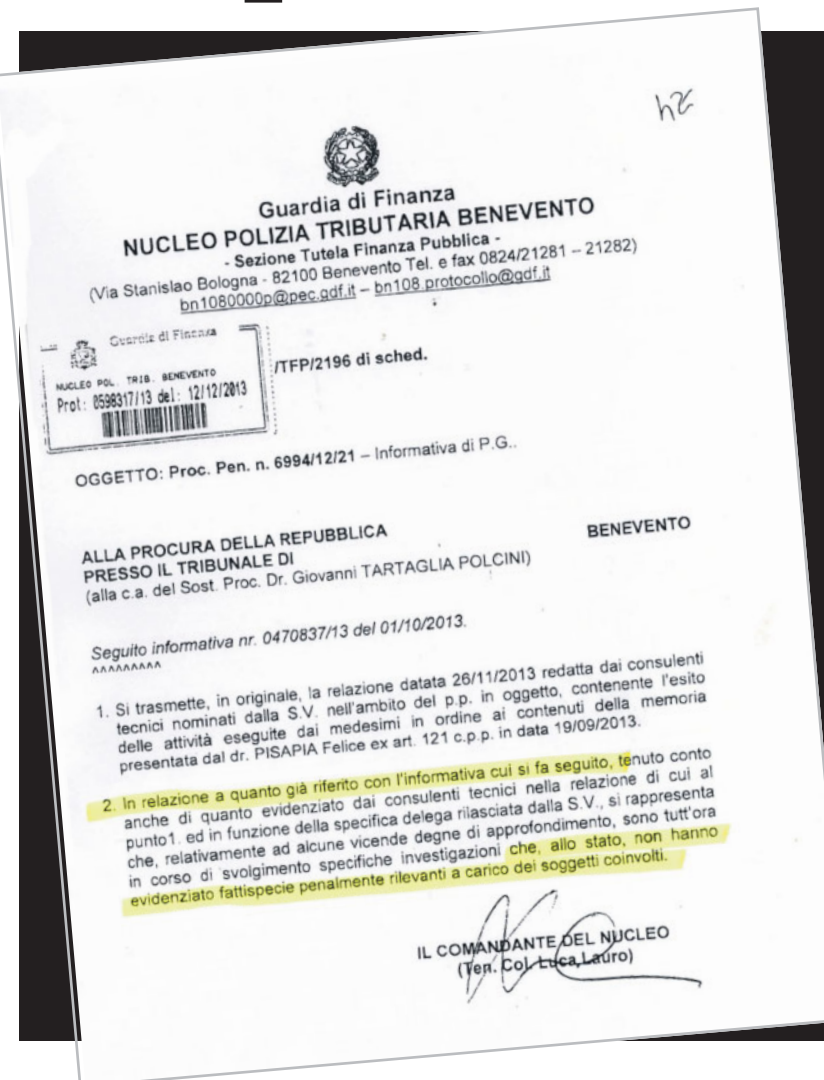 Guardia di Finanza
NUCLEO POLIZIA TRIBUTARIA BENEVENTO
- Sezione Tutela Finanza Pubblica -
(Via Stanislao Bologna - 82100 Benevento Tel. e fax 0824/21281 – 21282)
bn1080000p@pec.gdf.it – bn108.protocollo@gdf.it
Guardia di Finanza
NUCLEO POL. TRIB. BENEVENTO
Prot: 0598317/13 del: 12/12/2013
/TFP/2196 di sched.
OGGETTO: Proc. Pen. n. 6994/12/21 – Informativa di P.G..
ALLA PROCURA DELLA REPUBBLICA
PRESSO IL TRIBUNALE DI BENEVENTO
(alla c.a. del Sost. Proc. Dr. Giovanni TARTAGLIA POLCINI)
Seguito informativa nr. 0470837/13 del 01/10/2013.
^^^^^^^^^
1. Si trasmette, in originale, la relazione datata 26/11/2013 redatta dai consulenti
tecnici nominati dalla S.V. nell'ambito del p.p. in oggetto, contenente l'esito
delle attività eseguite dai medesimi in ordine ai contenuti della memoria
presentata dal dr. PISAPIA Felice ex art. 121 c.p.p. in data 19/09/2013.
2. In relazione a quanto già riferito con l'informativa cui si fa seguito, tenuto conto
anche di quanto evidenziato dai consulenti tecnici nella relazione di cui al
punto1. ed in funzione della specifica delega rilasciata dalla S.V., si rappresenta
che, relativamente ad alcune vicende degne di approfondimento, sono tutt'ora
in corso di svolgimento specifiche investigazioni che, allo stato, non hanno
evidenziato fattispecie penalmente rilevanti a carico dei soggetti coinvolti.
IL COMANDANTE DEL NUCLEO
(Ten. Col. Luca Lauro)